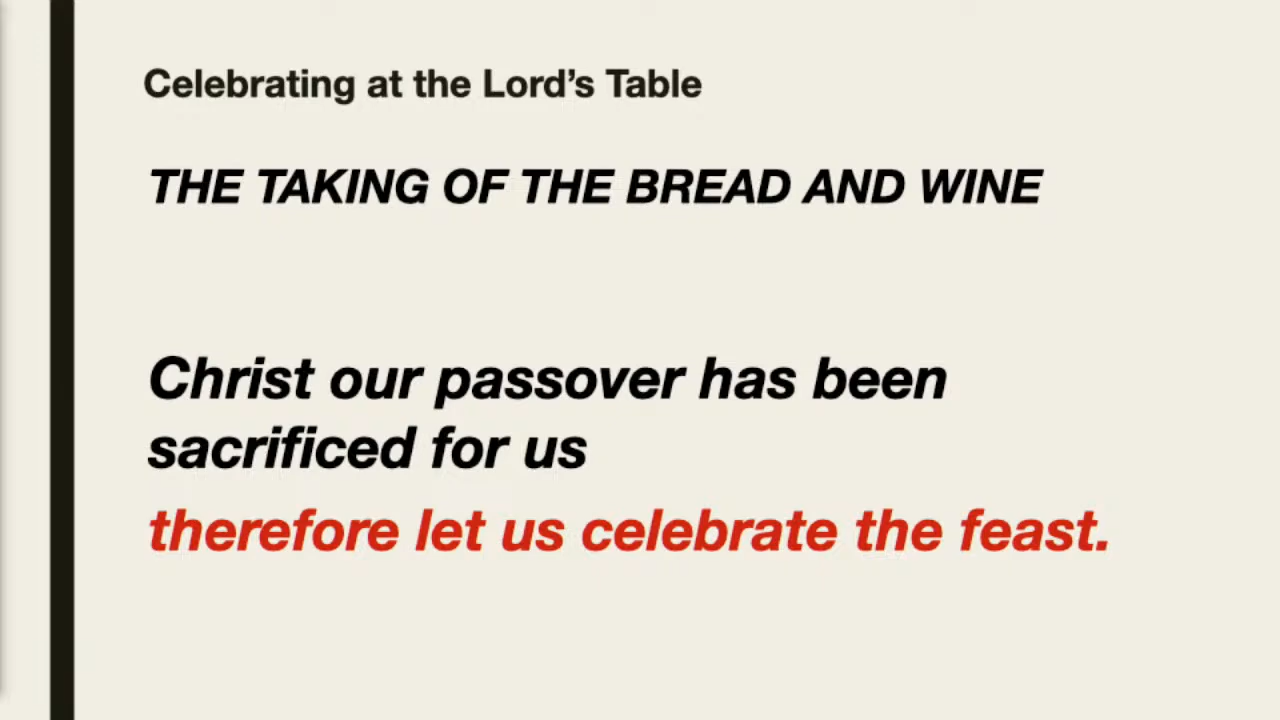 Celebrating at the Lord’s Table
THE TAKING OF THE BREAD AND WINE
Christ our passover has been
sacrificed for us
therefore let us celebrate the feast.